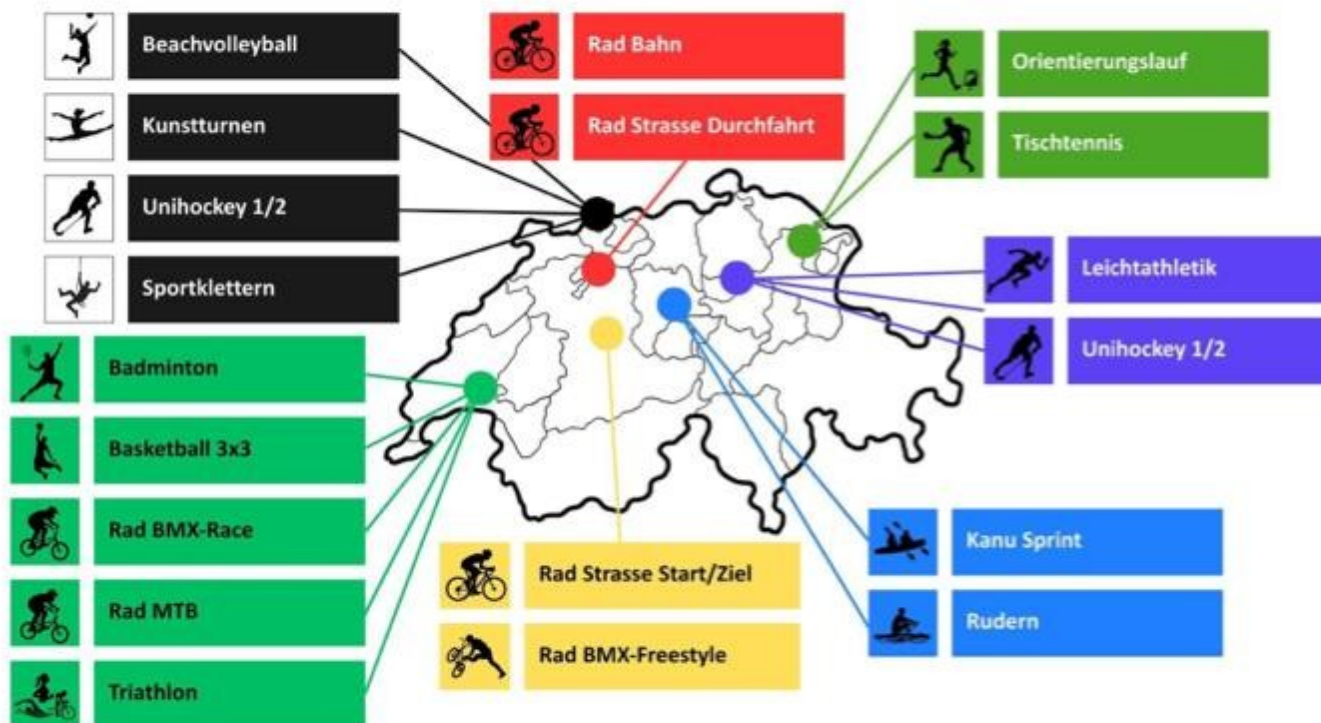 Beachvolleyball
Kunstturnen
Unihockey 1/2
Sportklettern
Rad Bahn
Rad Strasse Durchfahrt
Orientierungslauf
Tischtennis
Leichtathletik
Unihockey 1/2
Badminton
Basketball 3x3
Rad BMX-Race
Rad MTB
Triathlon
Rad Strasse Start/Ziel
Rad BMX-Freestyle
Kanu Sprint
Rudern